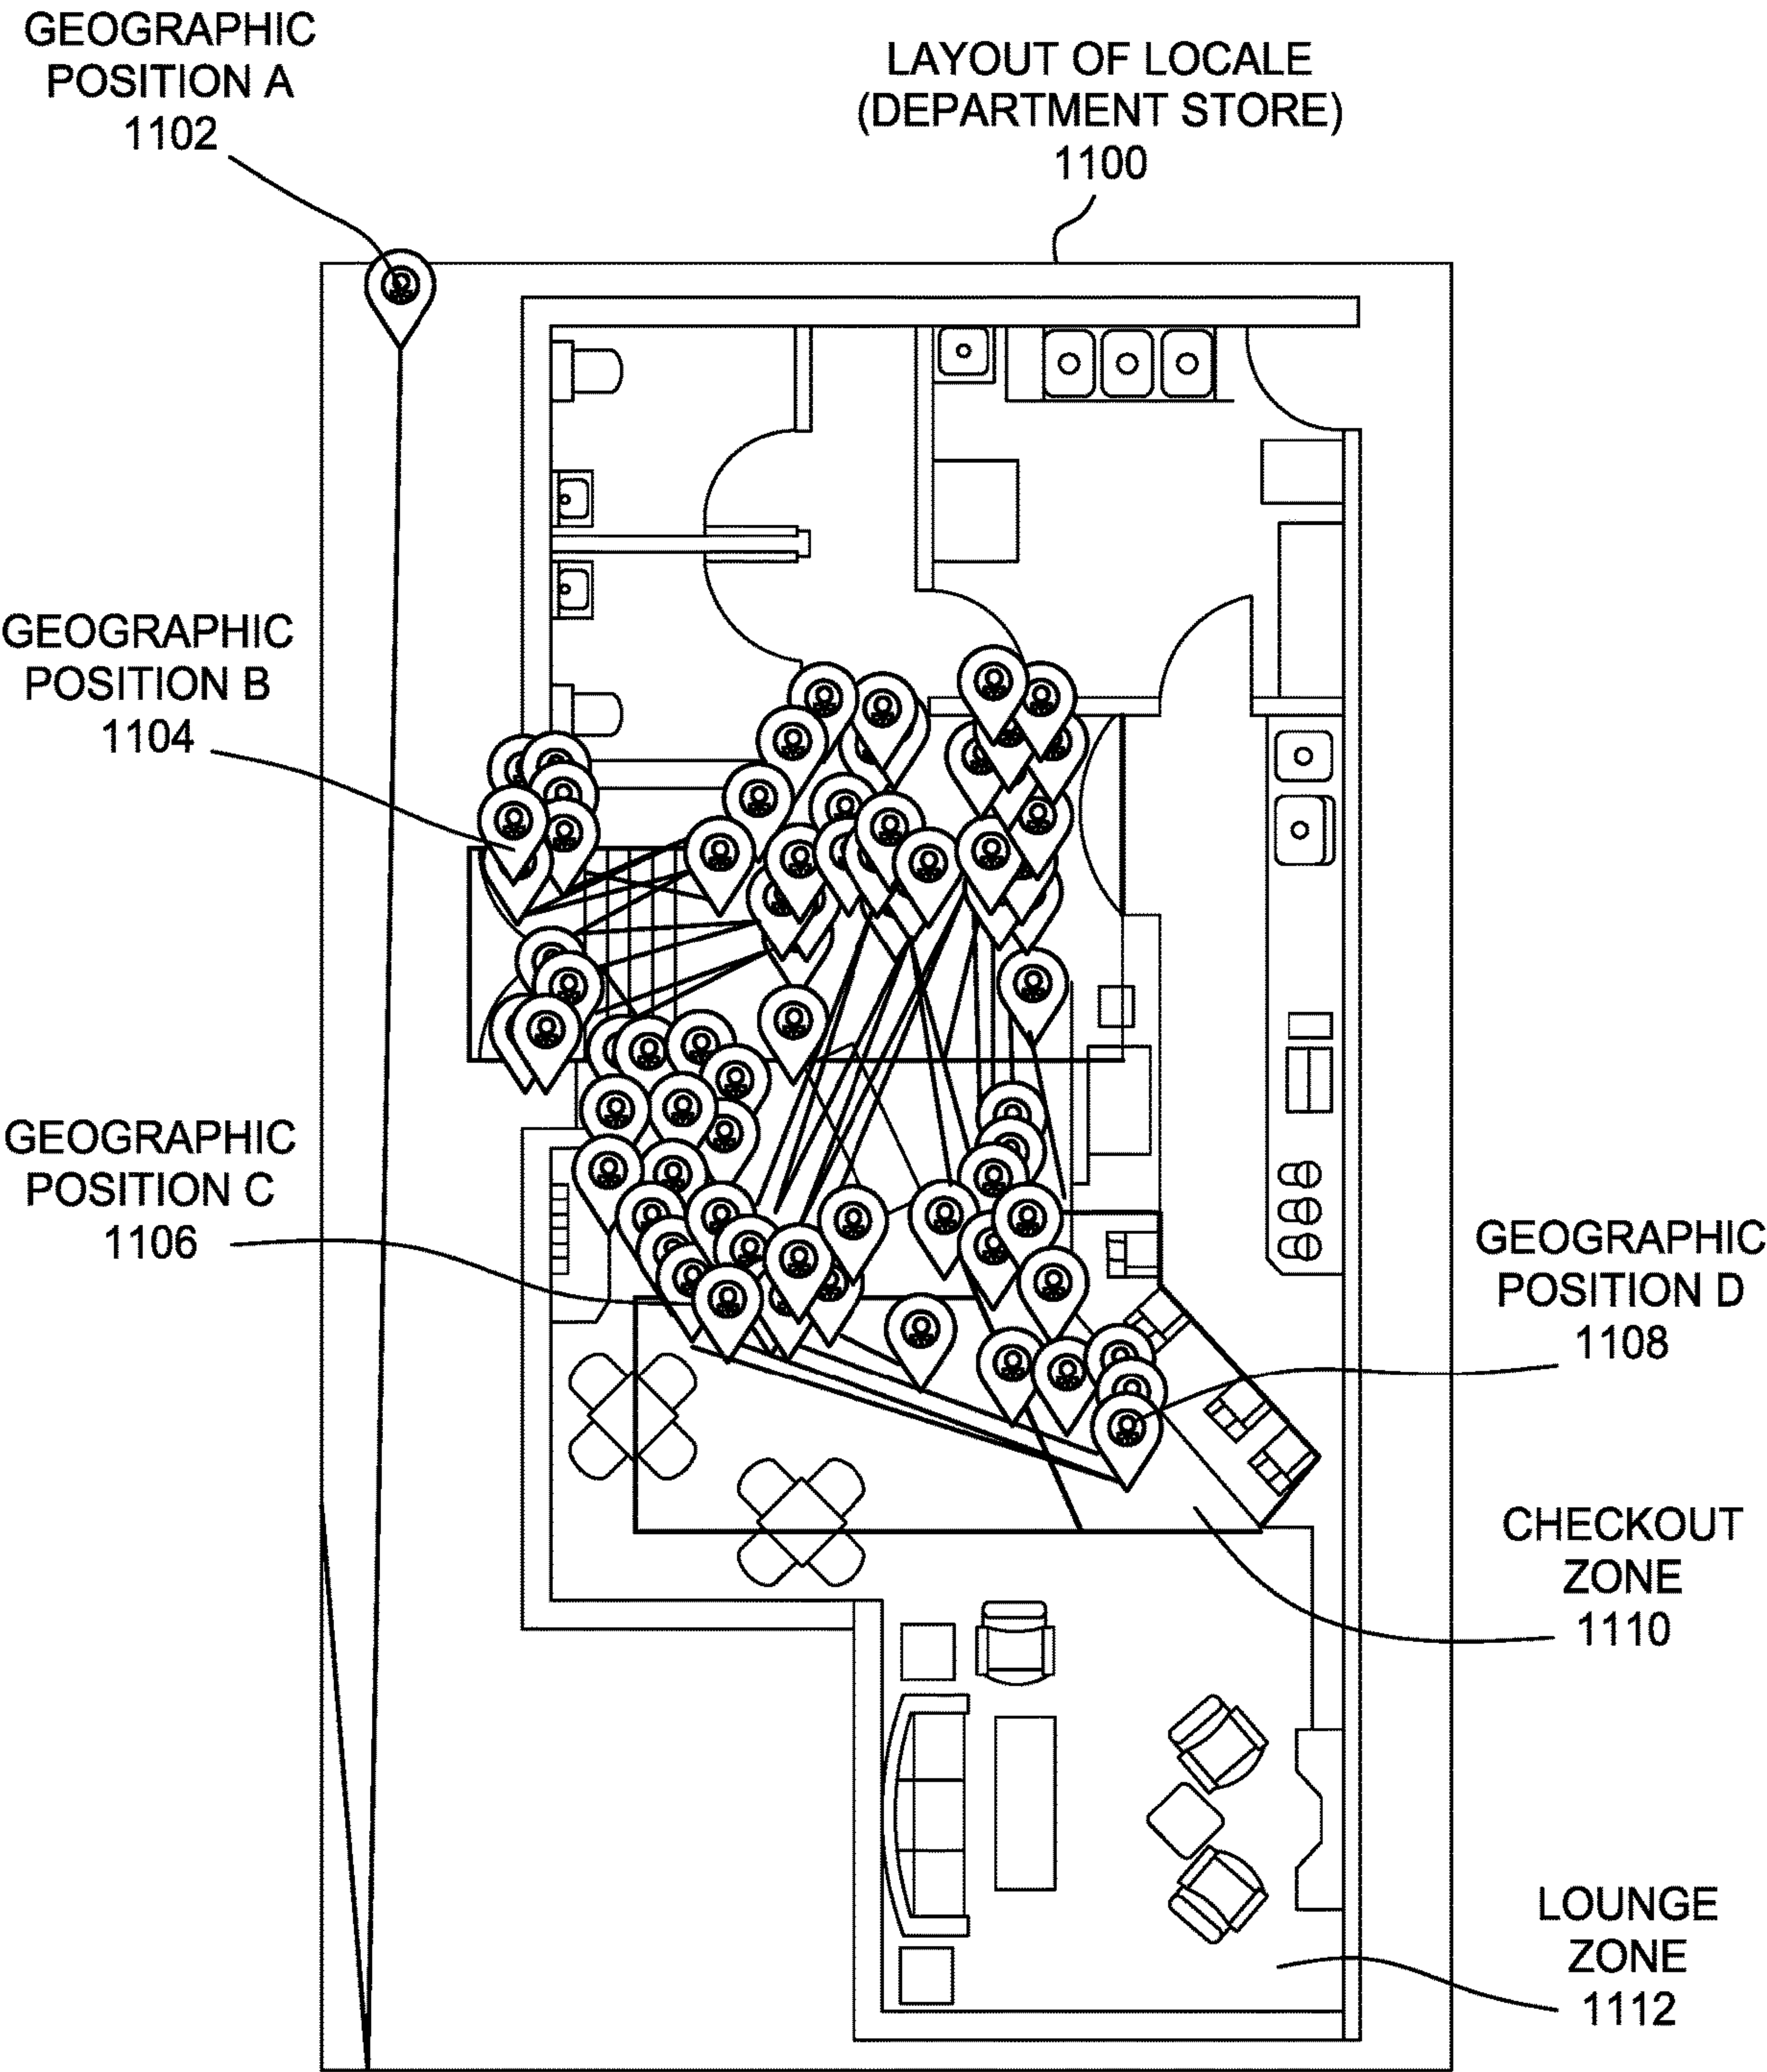 GEOGRAPHIC
POSITION A
1102
LAYOUT OF LOCALE
(DEPARTMENT STORE)
1100
GEOGRAPHIC
POSITION B
1104
GEOGRAPHIC
POSITION C
1106
GEOGRAPHIC
POSITION D
1108
CHECKOUT
ZONE
1110
LOUNGE
ZONE
1112